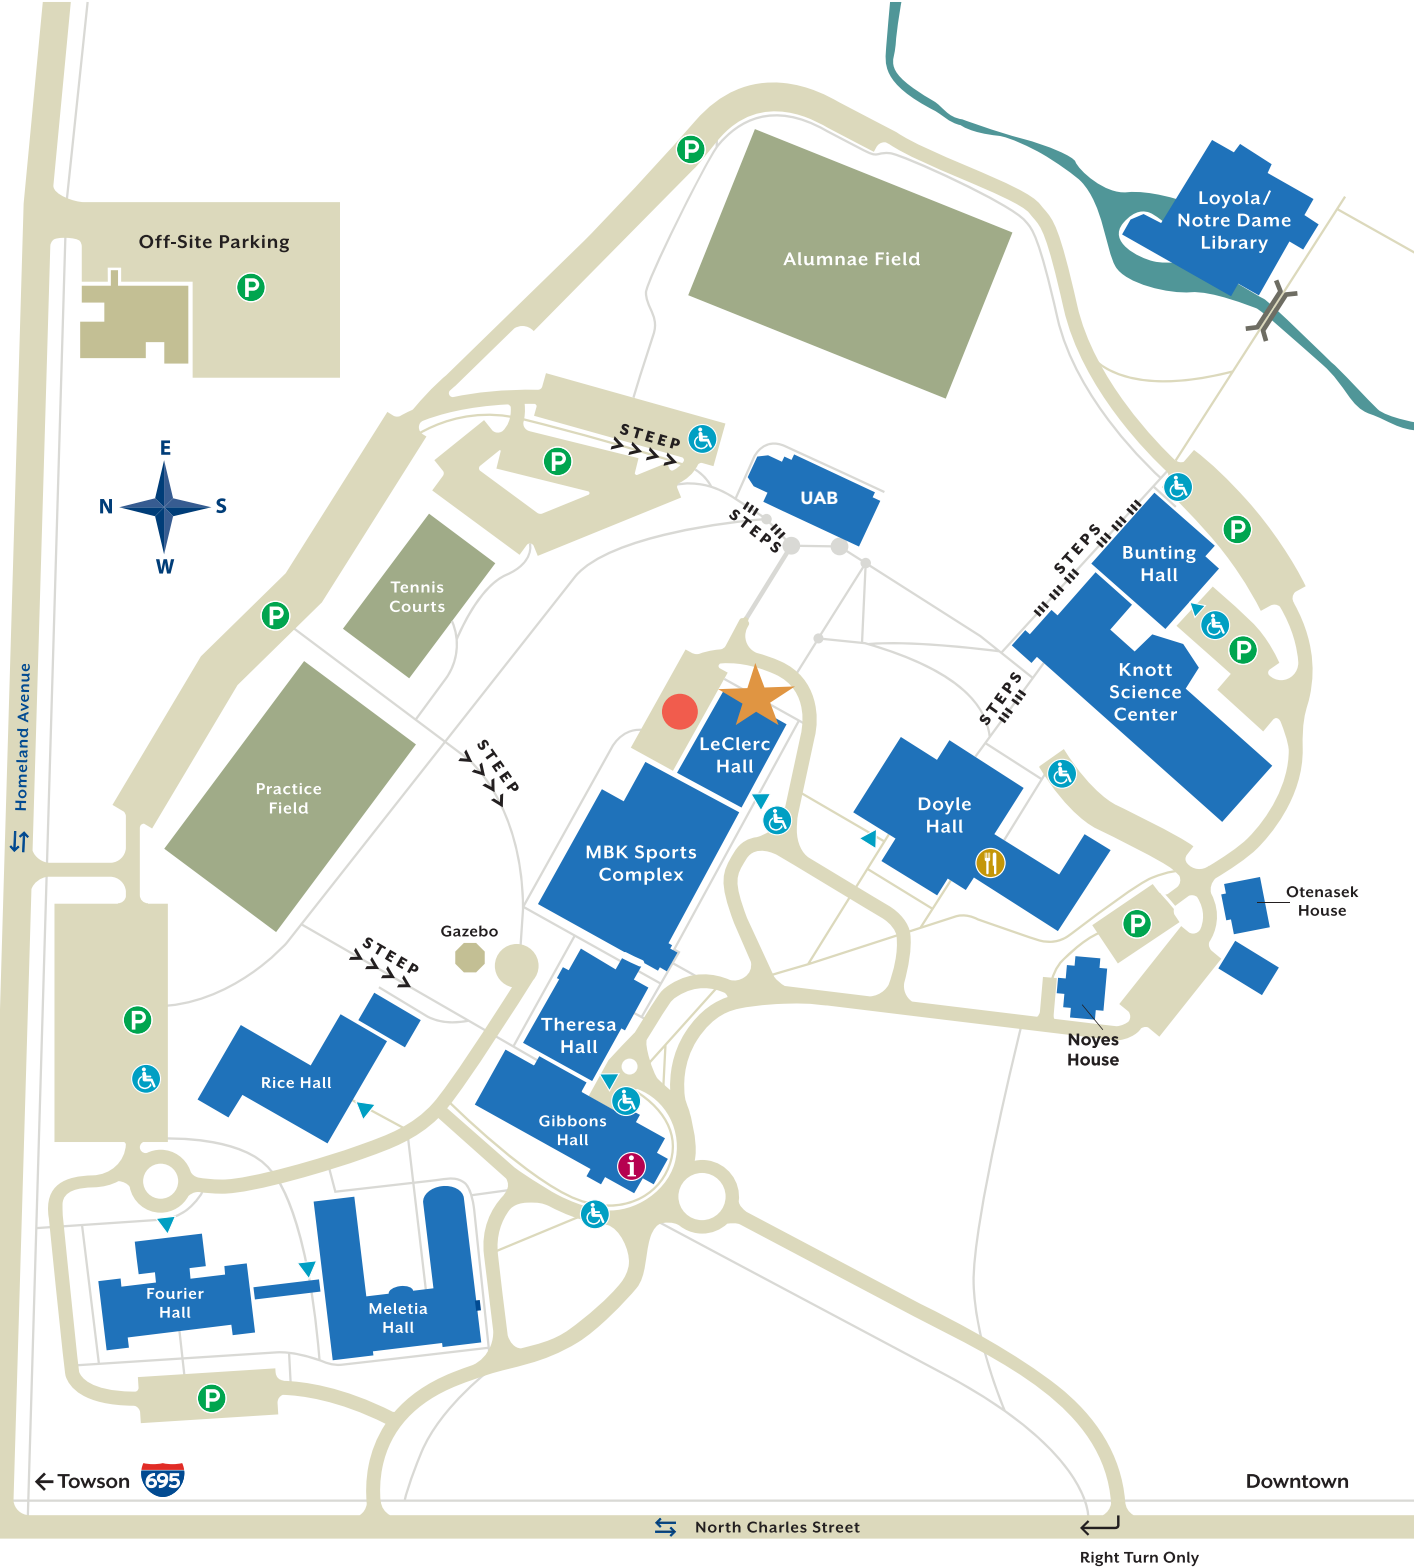 Loyola/
Notre Dame
Library
P
Off-Site Parking
Alumnae Field
P
STEEP
P
E
N
S
W
UAB
STEPS
STEPS
P
Bunting
Hall
Tennis
Courts
P
P
Knott
Science
Center
STEPS
Homeland Avenue
LeClerc
Hall
STEEP
Practice
Field
Doyle
Hall
MBK Sports
Complex
Otenasek
House
P
Gazebo
STEEP
P
Theresa
Hall
Noyes
House
Rice Hall
Gibbons
Hall
i
Fourier
Hall
Meletia
Hall
P
Towson
695
Downtown
North Charles Street
Right Turn Only